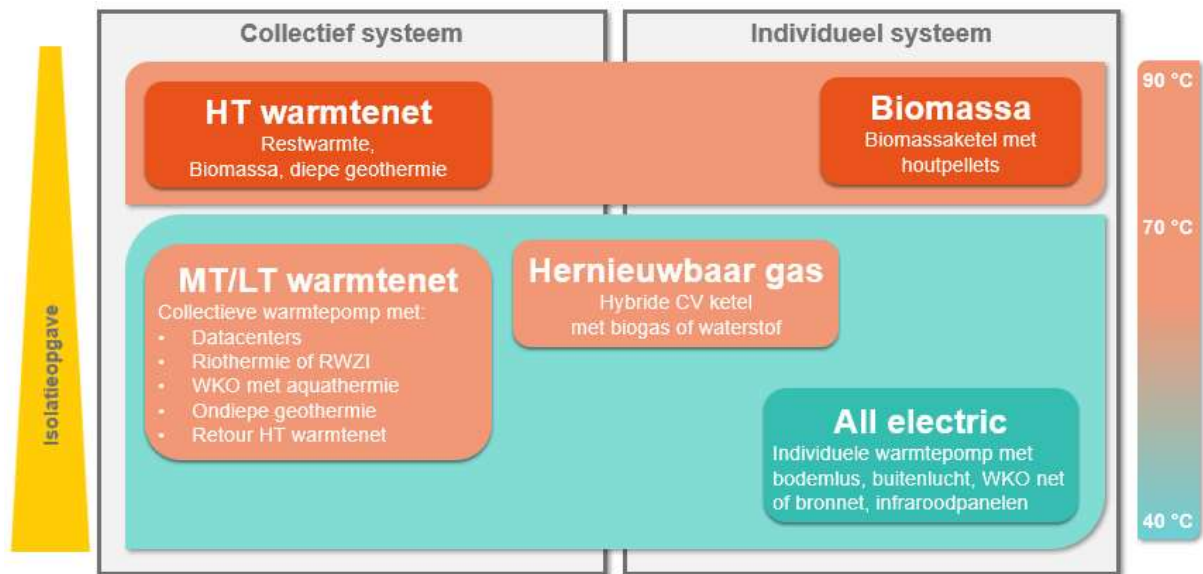 Collectief systeem
Individueel systeem
Isolatieopgave
HT warmtenet
Restwarmte,
Biomassa, diepe geothermie
Biomassa
Biomassaketel met
houtpellets
MT/LT warmtenet
Collectieve warmtepomp met:
• Datacenters
• Riothermie of RWZI
• WKO met aquathermie
• Ondiepe geothermie
• Retour HT warmtenet
Hernieuwbaar gas
Hybride CV ketel
met biogas of waterstof
All electric
Individuele warmtepomp met
bodemlus, buitenlucht, WKO net
of bronnet, infraroodpanelen
90 °C
70 °C
40 °C